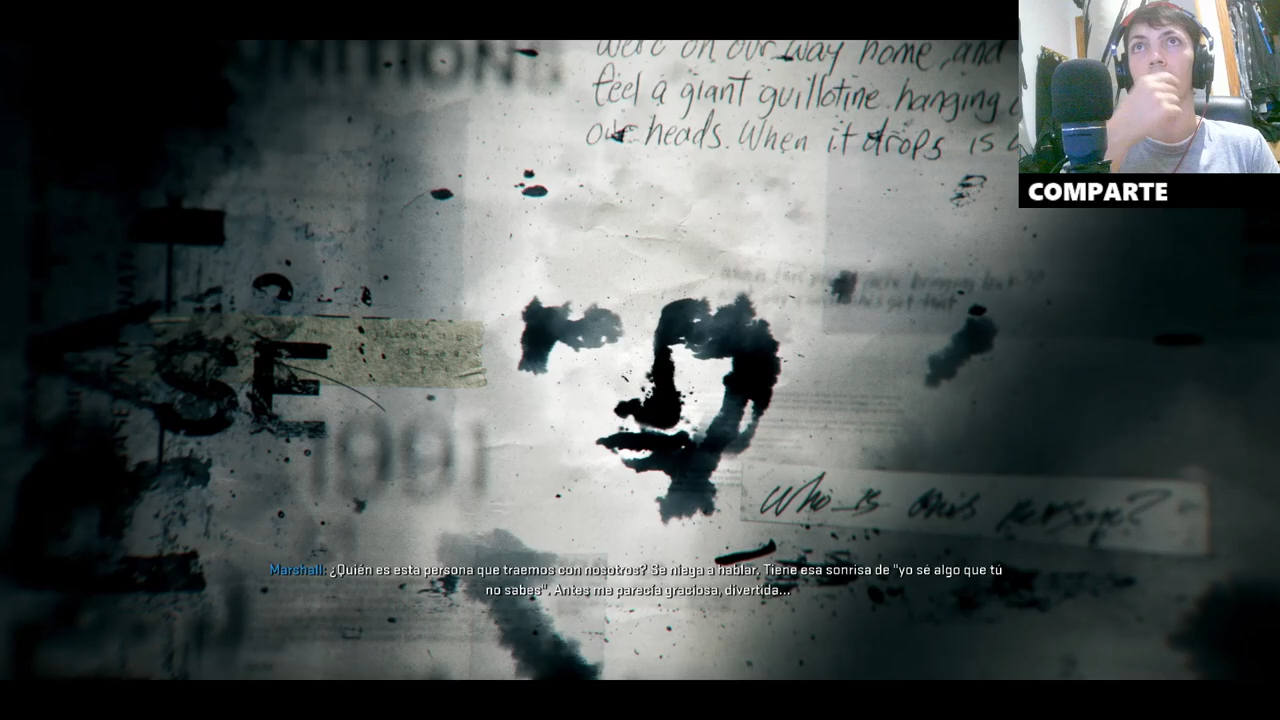 were on our way home, and
feel a giant guillotine hanging
our heads. When it drops is
COMPARTE
SE
1991
who is this person?
Marshall: ¿Quién es esta persona que traemos con nosotros? Se niega a hablar, Tiene esa sonrisa de "yo sé algo que tú
no sabes". Antes me parecía graciosa, divertida...